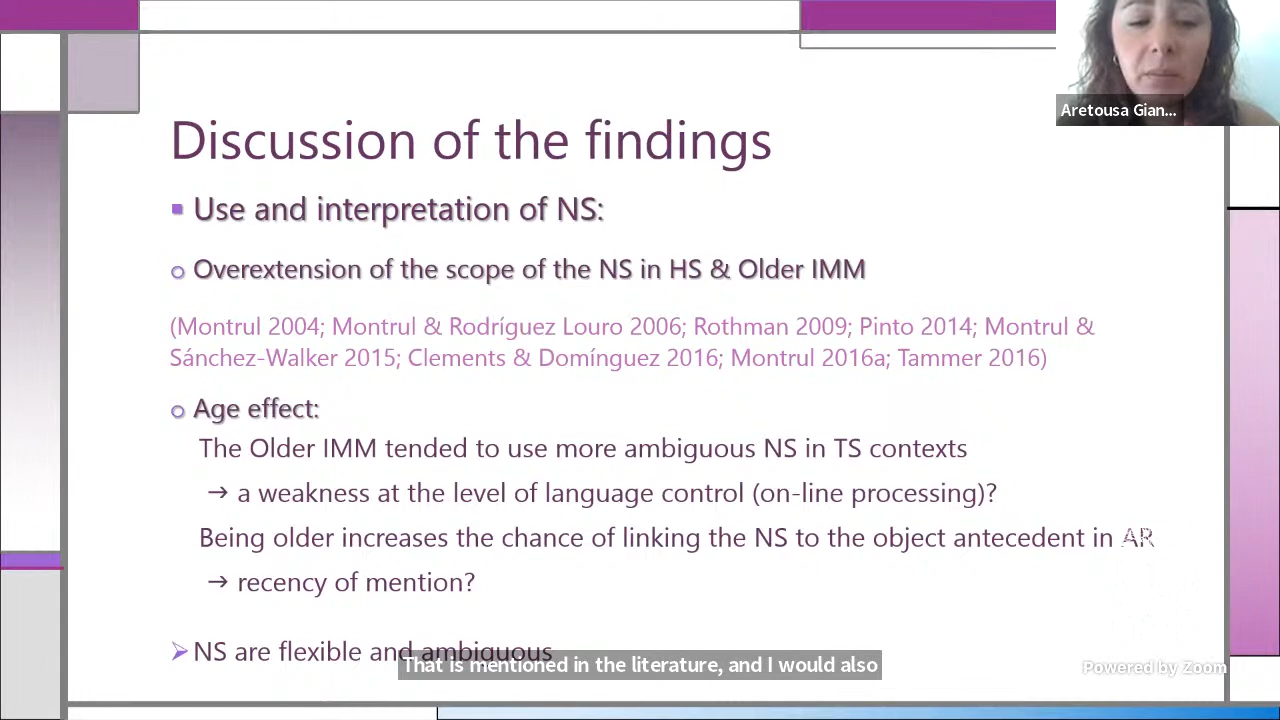 Aretousa Gian...
Discussion of the findings
Use and interpretation of NS:
Overextension of the scope of the NS in HS & Older IMM
(Montrul 2004; Montrul & Rodríguez Louro 2006; Rothman 2009; Pinto 2014; Montrul &
Sánchez-Walker 2015; Clements & Domínguez 2016; Montrul 2016a; Tammer 2016)
Age effect:
The Older IMM tended to use more ambiguous NS in TS contexts
→ a weakness at the level of language control (on-line processing)?
Being older increases the chance of linking the NS to the object antecedent in AR
→ recency of mention?
NS are flexible and ambiguous
That is mentioned in the literature, and I would also
Powered by Zoom